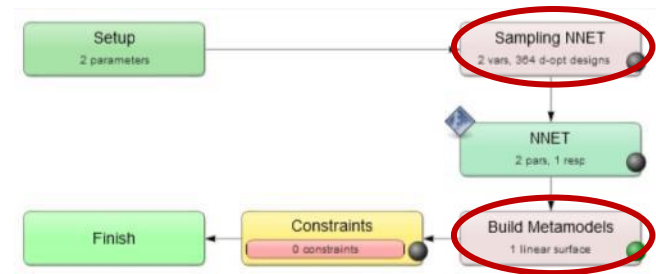 Setup
2 parameters
Sampling NNET
2 vars, 364 d-opt designs
NNET
2 pars, 1 resp
Build Metamodels
1 linear surface
Constraints
0 constraints
Finish